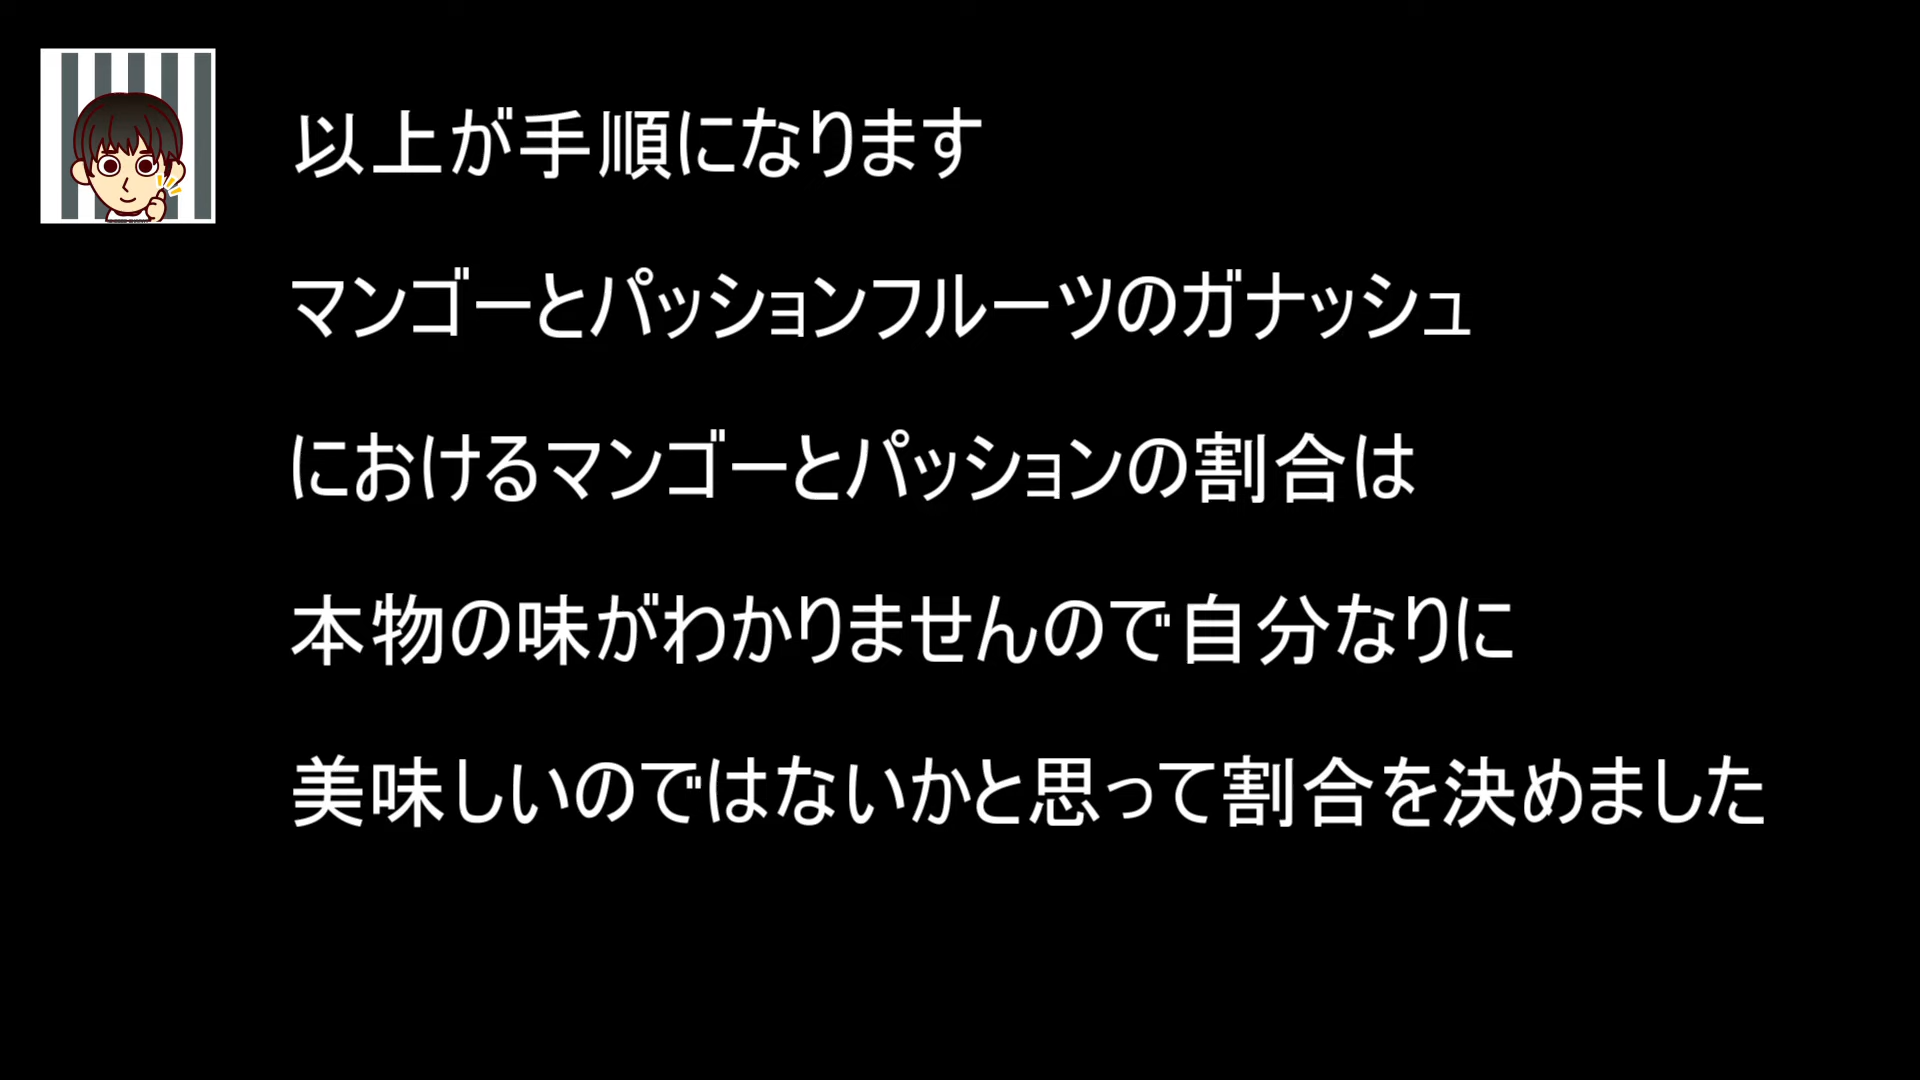 以上が手順になります
マンゴーとパッションフルーツのガナッシュ
におけるマンゴーとパッションの割合は
本物の味がわかりませんので自分なりに
美味しいのではないかと思って割合を決めました